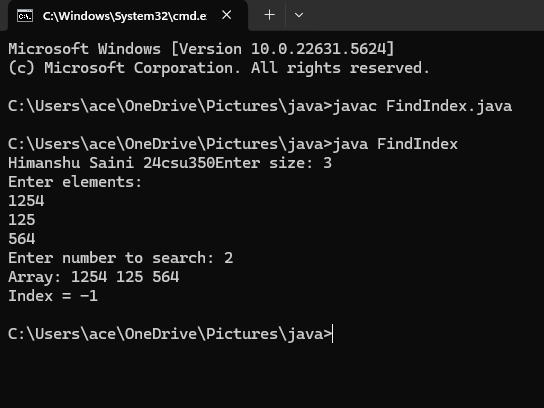 C:\Windows\System32\cmd.e
Microsoft Windows [Version 10.0.22631.5624]
(c) Microsoft Corporation. All rights reserved.
C:\Users\ace\OneDrive\Pictures\java>javac FindIndex.java
C:\Users\ace\OneDrive\Pictures\java>java FindIndex
Himanshu Saini 24csu350Enter size: 3
Enter elements:
1254
125
564
Enter number to search: 2
Array: 1254 125 564
Index = -1
C:\Users\ace\OneDrive\Pictures\java>